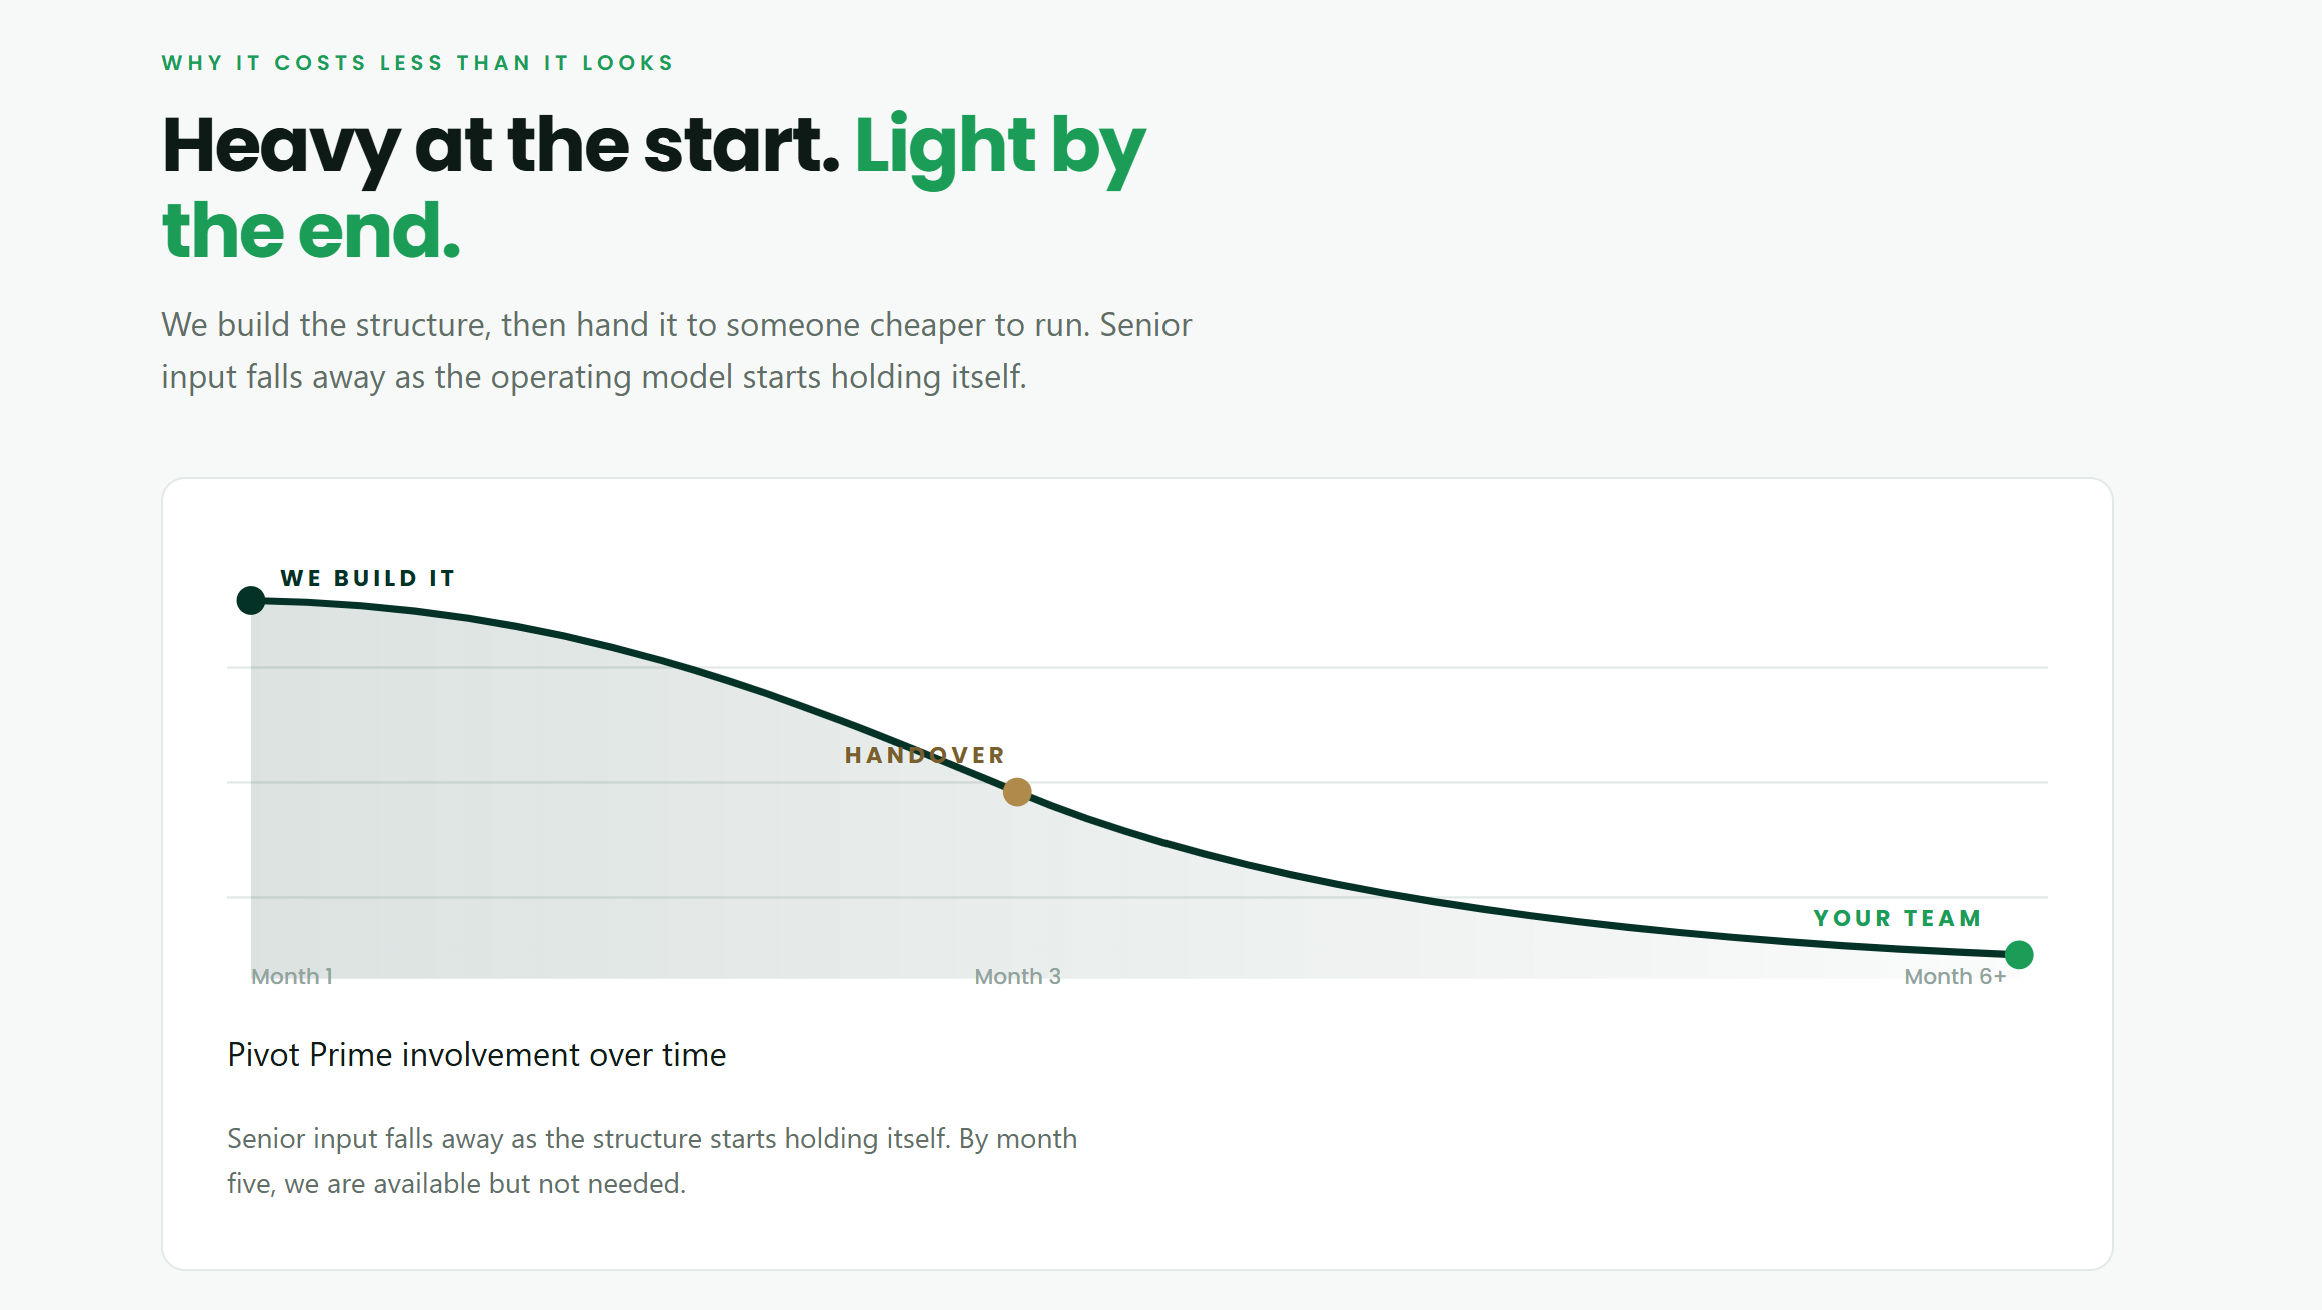 WHY IT COSTS LESS THAN IT LOOKS
Heavy at the start. Light by
the end.
We build the structure, then hand it to someone cheaper to run. Senior
input falls away as the operating model starts holding itself.
WE BUILD IT
HANDOVER
YOUR TEAM
Month 1
Month 3
Month 6+
Pivot Prime involvement over time
Senior input falls away as the structure starts holding itself. By month
five, we are available but not needed.